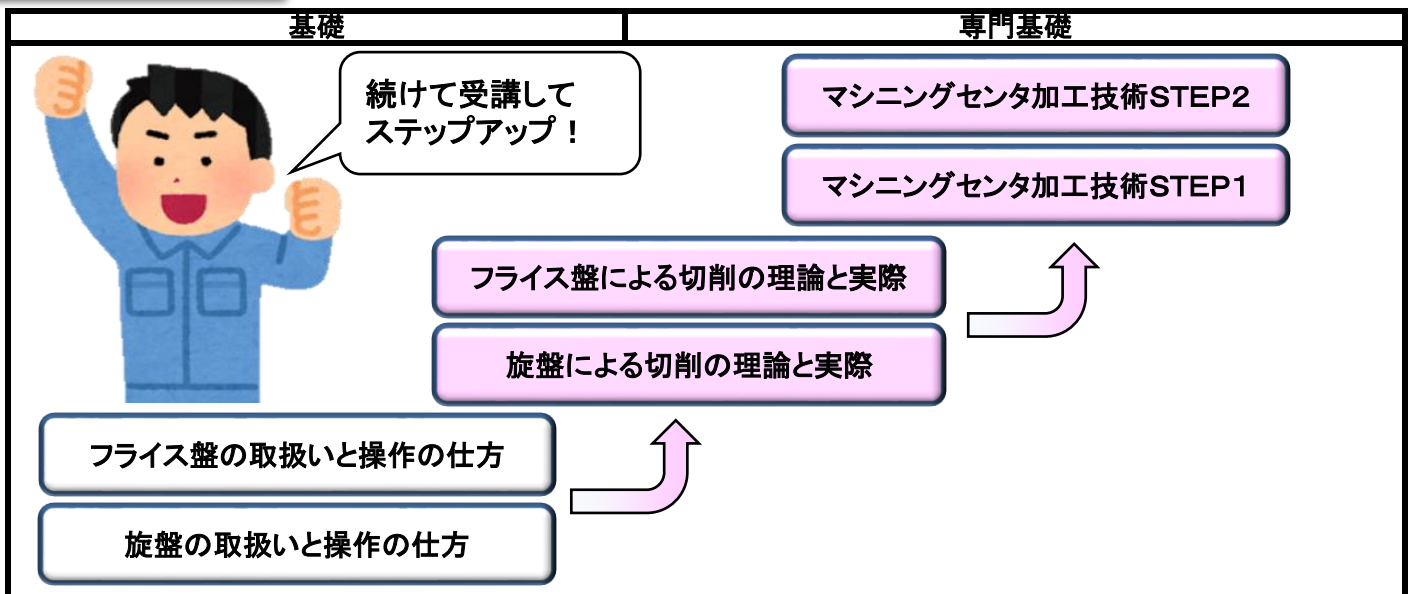 基礎
専門基礎
続けて受講して
ステップアップ！
マシニングセンタ加工技術STEP2
マシニングセンタ加工技術STEP1
フライス盤による切削の理論と実際
旋盤による切削の理論と実際
フライス盤の取扱いと操作の仕方
旋盤の取扱いと操作の仕方